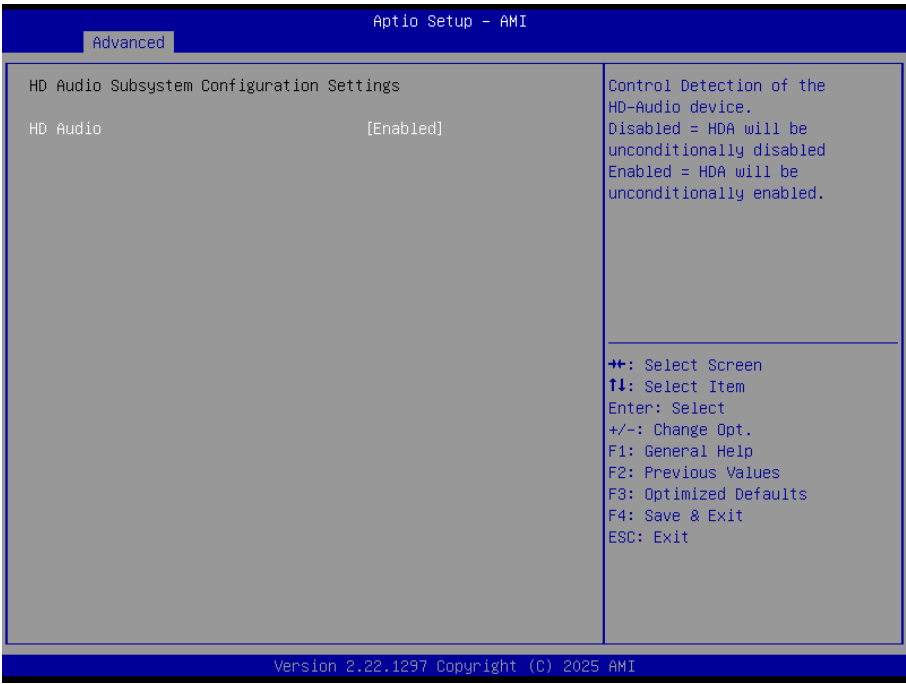 Aptio Setup – AMI
Advanced
HD Audio Subsystem Configuration Settings
HD Audio [Enabled]
Control Detection of the
HD-Audio device.
Disabled = HDA will be
unconditionally disabled
Enabled = HDA will be
unconditionally enabled.
→←: Select Screen
↑↓: Select Item
Enter: Select
+/-: Change Opt.
F1: General Help
F2: Previous Values
F3: Optimized Defaults
F4: Save & Exit
ESC: Exit
Version 2.22.1297 Copyright (C) 2025 AMI